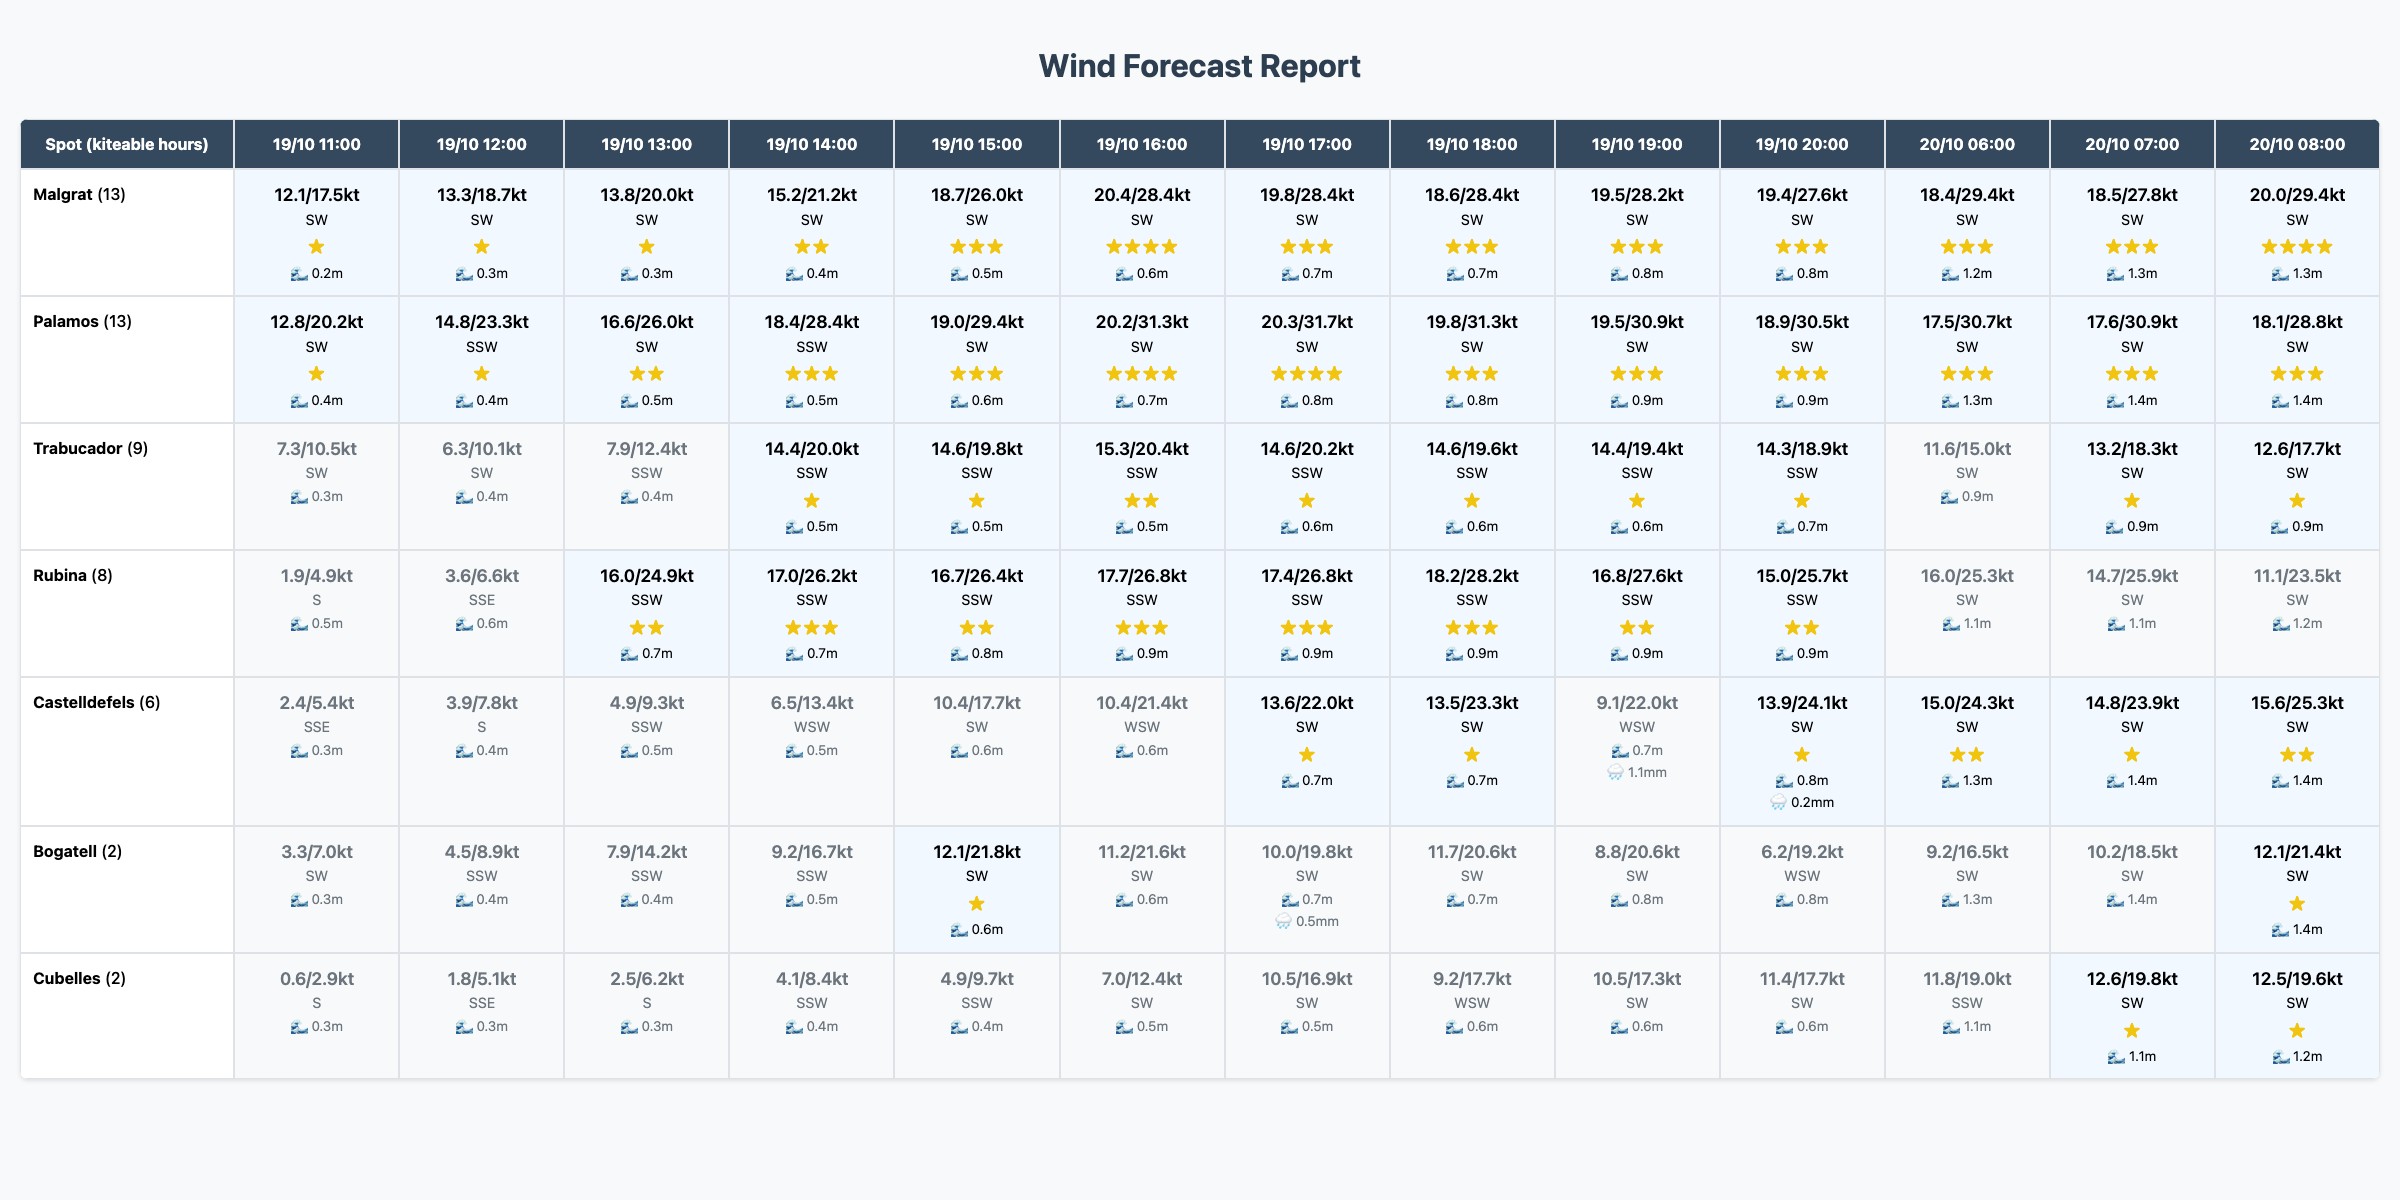 Wind Forecast Report
Spot (kiteable hours) 19/10 11:00 19/10 12:00 19/10 13:00 19/10 14:00 19/10 15:00 19/10 16:00 19/10 17:00 19/10 18:00 19/10 19:00 19/10 20:00 20/10 06:00 20/10 07:00 20/10 08:00
Malgrat (13) 12.1/17.5kt 13.3/18.7kt 13.8/20.0kt 15.2/21.2kt 18.7/26.0kt 20.4/28.4kt 19.8/28.4kt 18.6/28.4kt 19.5/28.2kt 19.4/27.6kt 18.4/29.4kt 18.5/27.8kt 20.0/29.4kt
SW SW SW SW SW SW SW SW SW SW SW SW SW
0.2m 0.3m 0.3m 0.4m 0.5m 0.6m 0.7m 0.7m 0.8m 0.8m 1.2m 1.3m 1.3m
Palamos (13) 12.8/20.2kt 14.8/23.3kt 16.6/26.0kt 18.4/28.4kt 19.0/29.4kt 20.2/31.3kt 20.3/31.7kt 19.8/31.3kt 19.5/30.9kt 18.9/30.5kt 17.5/30.7kt 17.6/30.9kt 18.1/28.8kt
SW SSW SW SSW SW SW SW SW SW SW SW SW SW
0.4m 0.4m 0.5m 0.5m 0.6m 0.7m 0.8m 0.8m 0.9m 0.9m 1.3m 1.4m 1.4m
Trabucador (9) 7.3/10.5kt 6.3/10.1kt 7.9/12.4kt 14.4/20.0kt 14.6/19.8kt 15.3/20.4kt 14.6/20.2kt 14.6/19.6kt 14.4/19.4kt 14.3/18.9kt 11.6/15.0kt 13.2/18.3kt 12.6/17.7kt
SW SW SSW SSW SSW SSW SSW SSW SSW SSW SW SW SW
0.3m 0.4m 0.4m 0.5m 0.5m 0.5m 0.6m 0.6m 0.6m 0.7m 0.9m 0.9m 0.9m
Rubina (8) 1.9/4.9kt 3.6/6.6kt 16.0/24.9kt 17.0/26.2kt 16.7/26.4kt 17.7/26.8kt 17.4/26.8kt 18.2/28.2kt 16.8/27.6kt 15.0/25.7kt 16.0/25.3kt 14.7/25.9kt 11.1/23.5kt
S SSE SSW SSW SSW SSW SSW SSW SSW SSW SW SW SW
0.5m 0.6m 0.7m 0.7m 0.8m 0.9m 0.9m 0.9m 0.9m 0.9m 1.1m 1.1m 1.2m
Castelldefels (6) 2.4/5.4kt 3.9/7.8kt 4.9/9.3kt 6.5/13.4kt 10.4/17.7kt 10.4/21.4kt 13.6/22.0kt 13.5/23.3kt 9.1/22.0kt 13.9/24.1kt 15.0/24.3kt 14.8/23.9kt 15.6/25.3kt
SSE S SSW WSW SW WSW SW SW WSW SW SW SW SW
0.3m 0.4m 0.5m 0.5m 0.6m 0.6m 0.7m 0.7m 0.7m 0.8m 1.3m 1.4m 1.4m
1.1mm 0.2mm
Bogatell (2) 3.3/7.0kt 4.5/8.9kt 7.9/14.2kt 9.2/16.7kt 12.1/21.8kt 11.2/21.6kt 10.0/19.8kt 11.7/20.6kt 8.8/20.6kt 6.2/19.2kt 9.2/16.5kt 10.2/18.5kt 12.1/21.4kt
SW SSW SSW SSW SW SW SW SW SW WSW SW SW SW
0.3m 0.4m 0.4m 0.5m 0.6m 0.6m 0.7m 0.7m 0.8m 0.8m 1.3m 1.4m 1.4m
0.5mm
Cubelles (2) 0.6/2.9kt 1.8/5.1kt 2.5/6.2kt 4.1/8.4kt 4.9/9.7kt 7.0/12.4kt 10.5/16.9kt 9.2/17.7kt 10.5/17.3kt 11.4/17.7kt 11.8/19.0kt 12.6/19.8kt 12.5/19.6kt
S SSE S SSW SSW SW SW WSW SW SW SSW SW SW
0.3m 0.3m 0.3m 0.4m 0.4m 0.5m 0.5m 0.6m 0.6m 0.6m 1.1m 1.1m 1.2m